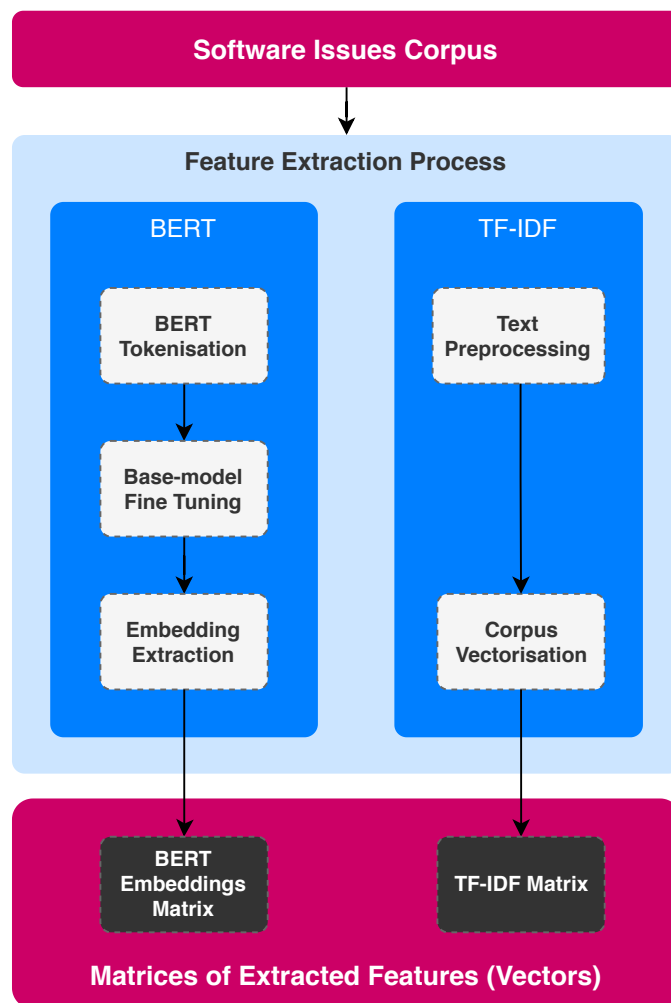 Software Issues Corpus
Feature Extraction Process
BERT
BERT
Tokenisation
Base-model
Fine Tuning
Embedding
Extraction
TF-IDF
Text
Preprocessing
Corpus
Vectorisation
BERT
Embeddings
Matrix
TF-IDF Matrix
Matrices of Extracted Features (Vectors)